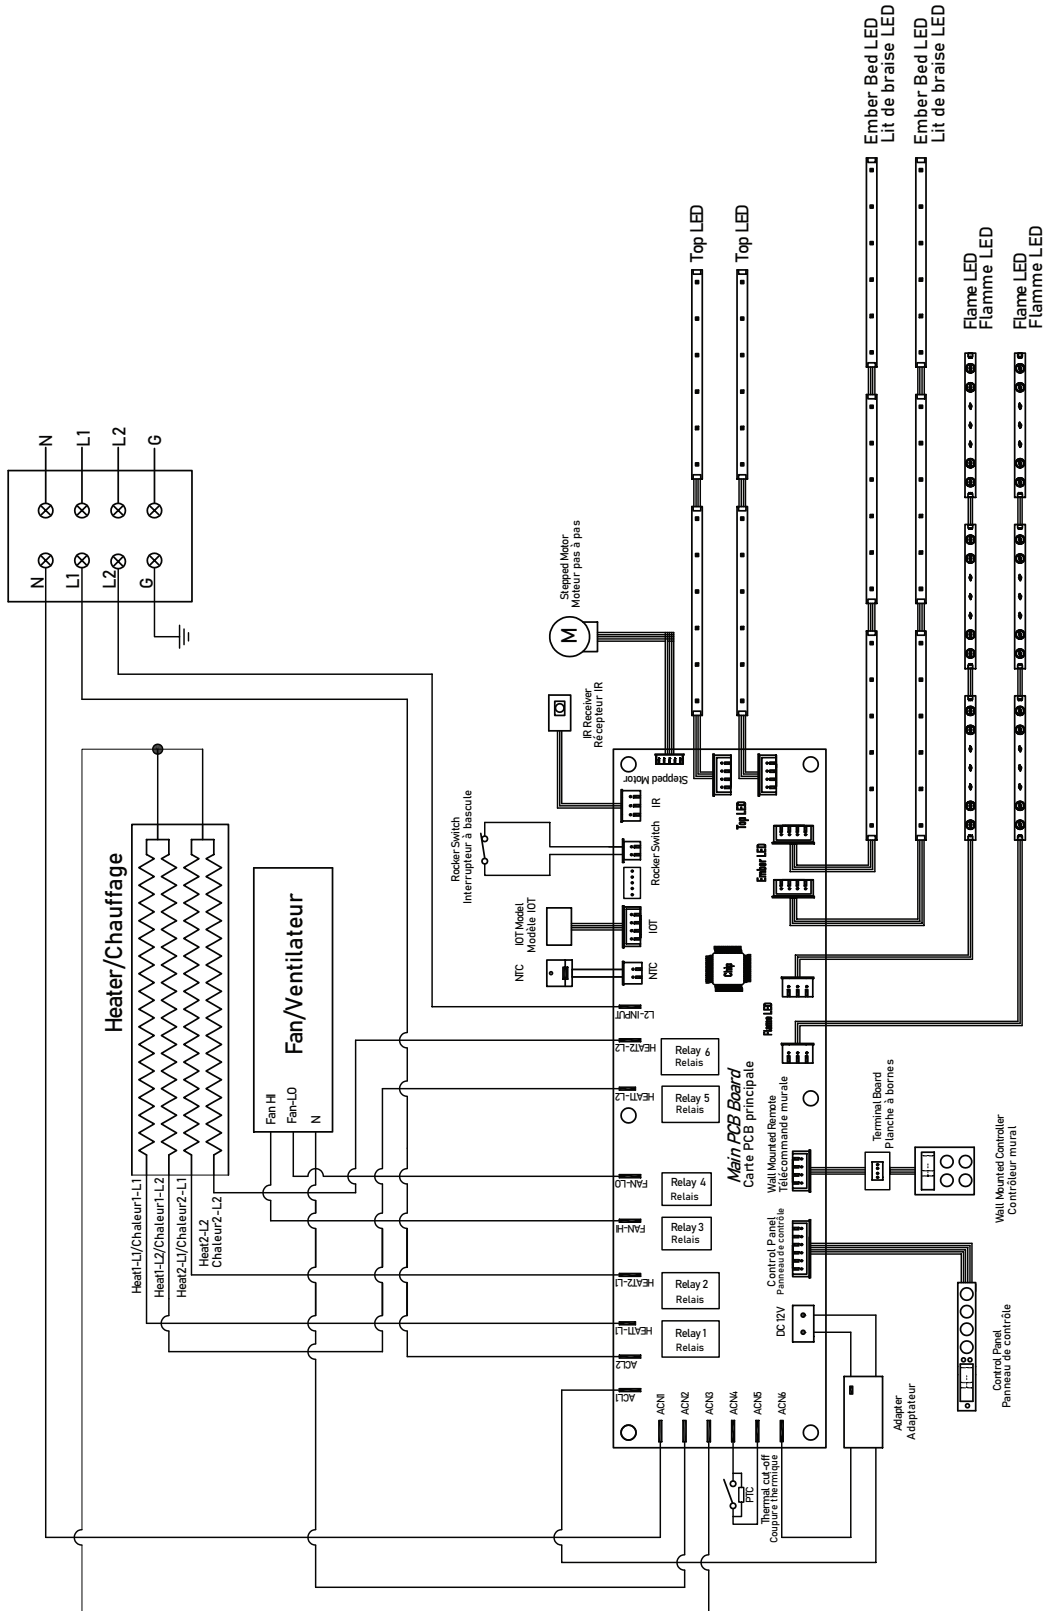 N
L1
L2
G
N
L1
L2
G
Heater/Chauffage
Heat1-L1/Chaleur1-L1
Heat1-L2/Chaleur1-L2
Heat2-L1/Chaleur2-L1
Heat2-L2
Chaleur2-L2
Fan/Ventilateur
Fan HI
Fan-LO
N
Rocker Switch
Interrupteur à bascule
IR Receiver
Récepteur IR
Stepped Motor
Moteur pas à pas
M
IOT Model
Modèle IOT
NTC
Top LED
Top LED
Ember Bed LED
Lit de braise LED
Ember Bed LED
Lit de braise LED
Flame LED
Flamme LED
Flame LED
Flamme LED
Stepped Motor
IR
Rocker Switch
IOT
NTC
Top LED
Ember LED
Chip
Flame LED
L2-INPUT
HEAT2-L2
HEAT1-L2
FAN-LO
FAN-HI
HEAT2-L1
HEAT1-L1
ACL2
ACL1
Relay 6
Relais
Relay 5
Relais
Relay 4
Relais
Relay 3
Relais
Relay 2
Relais
Relay 1
Relais
Main PCB Board
Carte PCB principale
Wall Mounted Remote
Télécommande murale
Control Panel
Panneau de contrôle
DC 12V
ACN1
ACN2
ACN3
ACN4
ACN5
ACN6
PTC
Thermal cut-off
Coupure thermique
Terminal Board
Planche à bornes
Wall Mounted Controller
Contrôleur mural
Control Panel
Panneau de contrôle
Adapter
Adaptateur